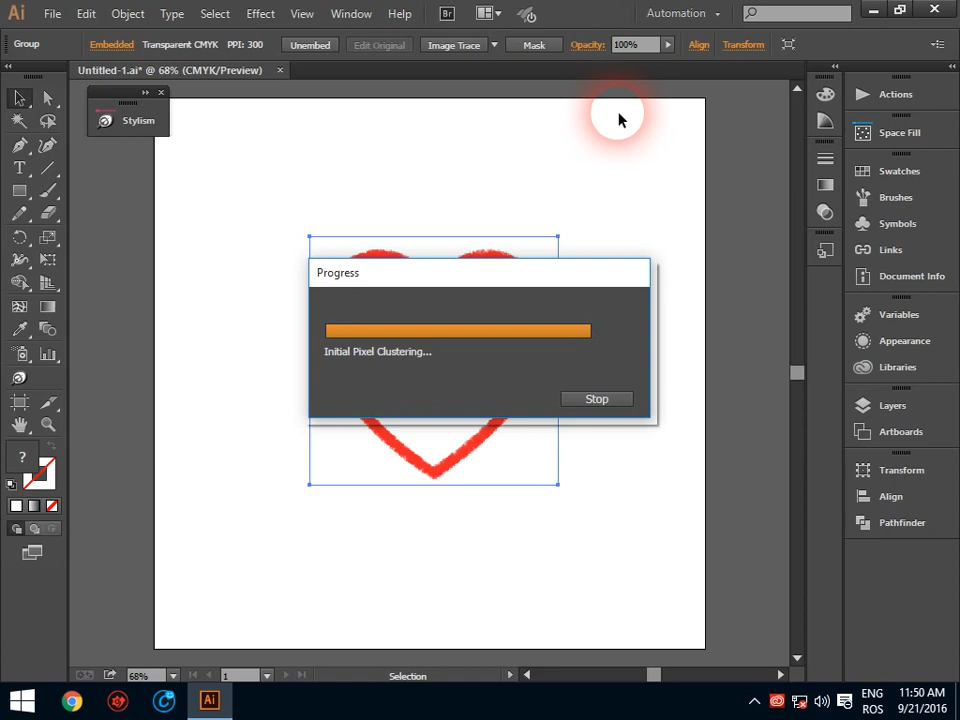 Ai File Edit Object Type Select Effect View Window Help Br Automation
Group Embedded Transparent CMYK PPI: 300 Unembed Edit Original Image Trace Mask Opacity: 100% Align Transform
Untitled-1.ai* @ 68% (CMYK/Preview)
Stylism
Actions
Space Fill
Swatches
Brushes
Symbols
Links
Document Info
Variables
Appearance
Libraries
Layers
Artboards
Transform
Align
Pathfinder
Progress
Initial Pixel Clustering...
Stop
?
68% 1 Selection
Ai ENG 11:50 AM
ROS 9/21/2016